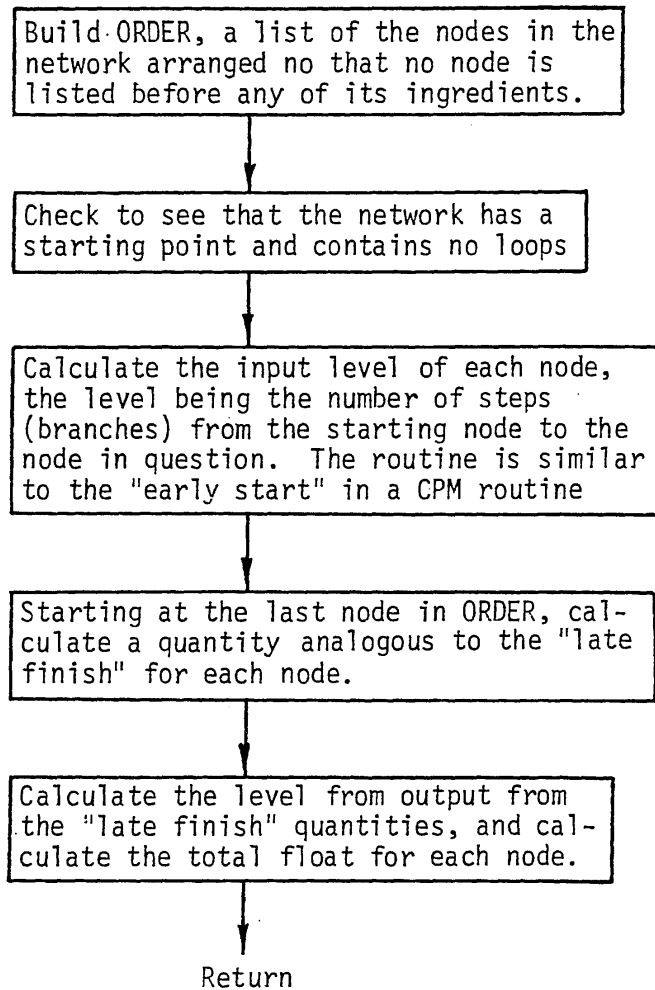 Build ORDER, a list of the nodes in the
network arranged no that no node is
listed before any of its ingredients.
Check to see that the network has a
starting point and contains no loops
Calculate the input level of each node,
the level being the number of steps
(branches) from the starting node to the
node in question. The routine is similar
to the "early start" in a CPM routine
Starting at the last node in ORDER, cal-
culate a quantity analogous to the "late
finish" for each node.
Calculate the level from output from
the "late finish" quantities, and cal-
culate the total float for each node.
Return